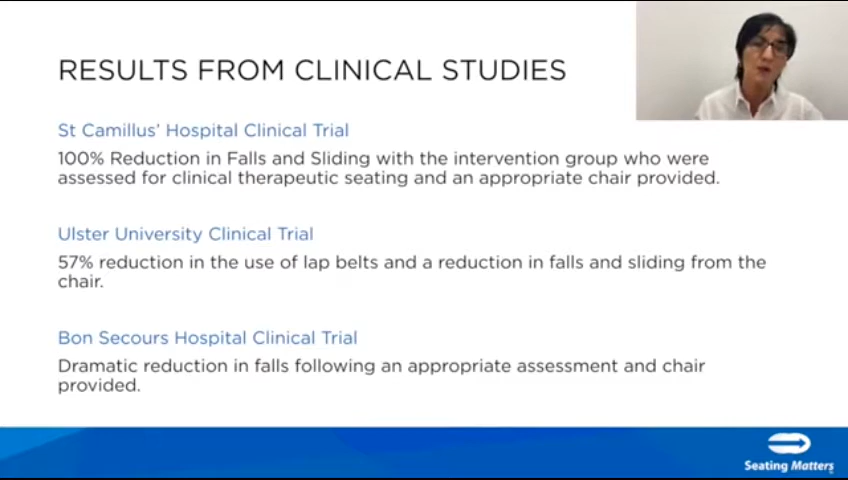 RESULTS FROM CLINICAL STUDIES
St Camillus’ Hospital Clinical Trial
100% Reduction in Falls and Sliding with the intervention group who were
assessed for clinical therapeutic seating and an appropriate chair provided.
Ulster University Clinical Trial
57% reduction in the use of lap belts and a reduction in falls and sliding from the
chair.
Bon Secours Hospital Clinical Trial
Dramatic reduction in falls following an appropriate assessment and chair
provided.
Seating Matters